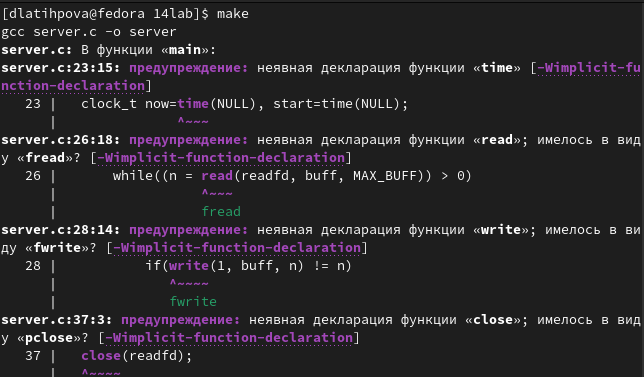 [dlatihpova@fedora 14lab]$ make
gcc server.c -o server
server.c: В функции «main»:
server.c:23:15: предупреждение: неявная декларация функции «time» [-Wimplicit-fu
nction-declaration]
   23 |   clock_t now=time(NULL), start=time(NULL);
      |               ^~~~
server.c:26:18: предупреждение: неявная декларация функции «read»; имелось в вид
у «fread»? [-Wimplicit-function-declaration]
   26 |       while((n = read(readfd, buff, MAX_BUFF)) > 0)
      |                  ^~~~
      |                  fread
server.c:28:14: предупреждение: неявная декларация функции «write»; имелось в ви
ду «fwrite»? [-Wimplicit-function-declaration]
   28 |           if(write(1, buff, n) != n)
      |              ^~~~~
      |              fwrite
server.c:37:3: предупреждение: неявная декларация функции «close»; имелось в вид
у «pclose»? [-Wimplicit-function-declaration]
   37 |   close(readfd);
      |   ^~~~~